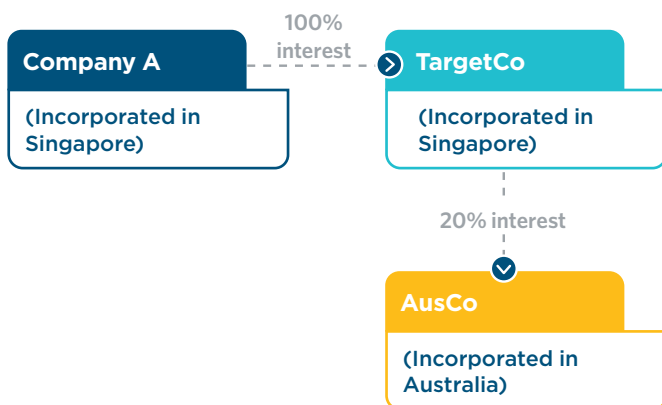 100%
interest
Company A
TargetCo
(Incorporated in
Singapore)
(Incorporated in
Singapore)
20% interest
AusCo
(Incorporated in
Australia)